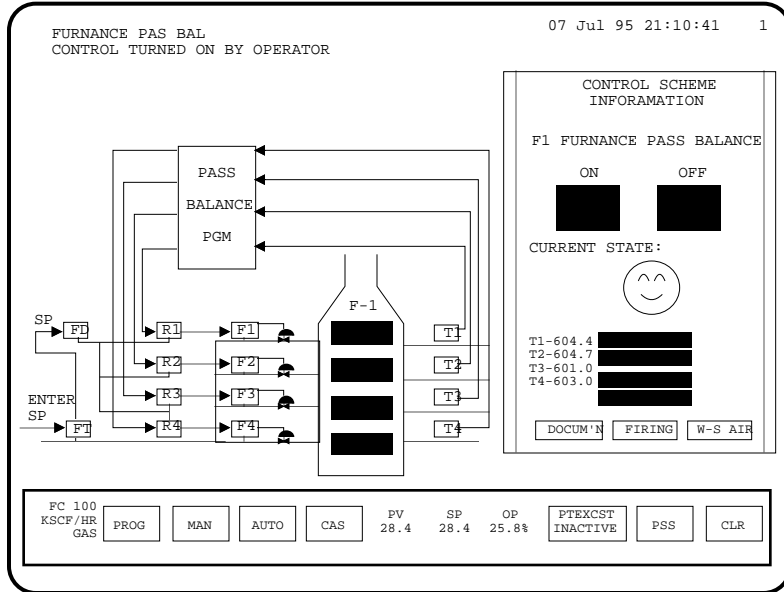 FURNANCE PAS BAL
CONTROL TURNED ON BY OPERATOR
07 Jul 95 21:10:41 1
CONTROL SCHEME
INFORAMATION
F1 FURNANCE PASS BALANCE
ON OFF
CURRENT STATE:
T1-604.4
T2-604.7
T3-601.0
T4-603.0
DOCUM'N FIRING W-S AIR
PASS
BALANCE
PGM
F-1
SP
FD R1 F1 T1
R2 F2 T2
R3 F3 T3
ENTER
SP
FT R4 F4 T4
FC 100
KSCF/HR
GAS
PROG
MAN
AUTO
CAS
PV
28.4
SP
28.4
OP
25.8%
PTEXCST
INACTIVE
PSS
CLR